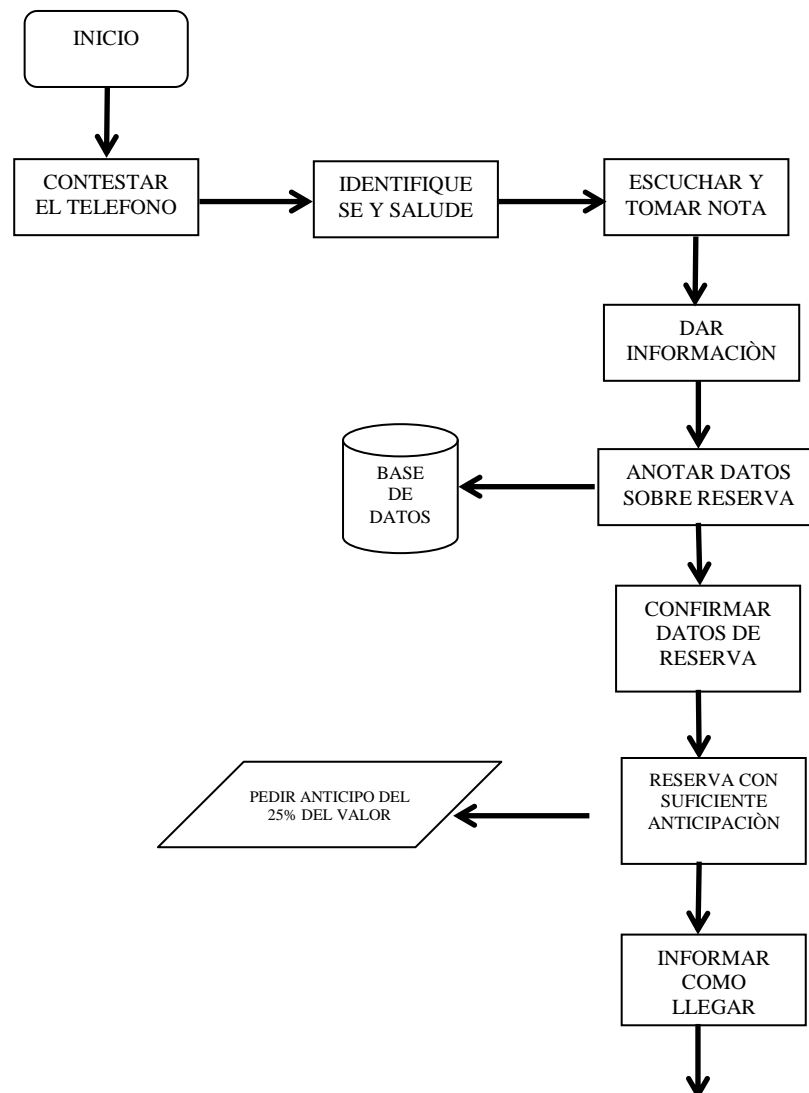 INICIO
CONTESTAR
EL TELEFONO
IDENTIFIQUE
SE Y SALUDE
ESCUCHAR Y
TOMAR NOTA
DAR
INFORMACIÒN
ANOTAR DATOS
SOBRE RESERVA
BASE
DE
DATOS
CONFIRMAR
DATOS DE
RESERVA
RESERVA CON
SUFICIENTE
ANTICIPACIÒN
PEDIR ANTICIPO DEL
25% DEL VALOR
INFORMAR
COMO
LLEGAR